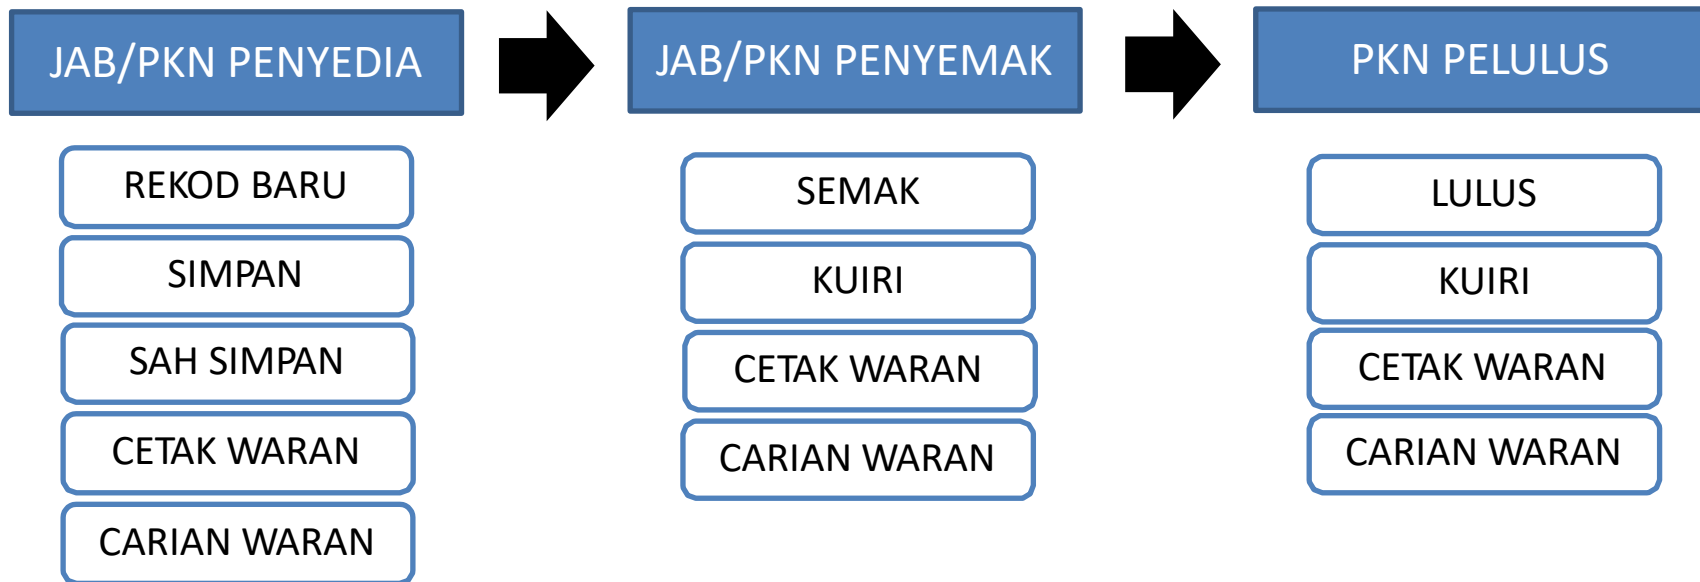 JAB/PKN PENYEDIA
REKOD BARU
SIMPAN
SAH SIMPAN
CETAK WARAN
CARIAN WARAN
JAB/PKN PENYEMAK
SEMAK
KUIRI
CETAK WARAN
CARIAN WARAN
PKN PELULUS
LULUS
KUIRI
CETAK WARAN
CARIAN WARAN